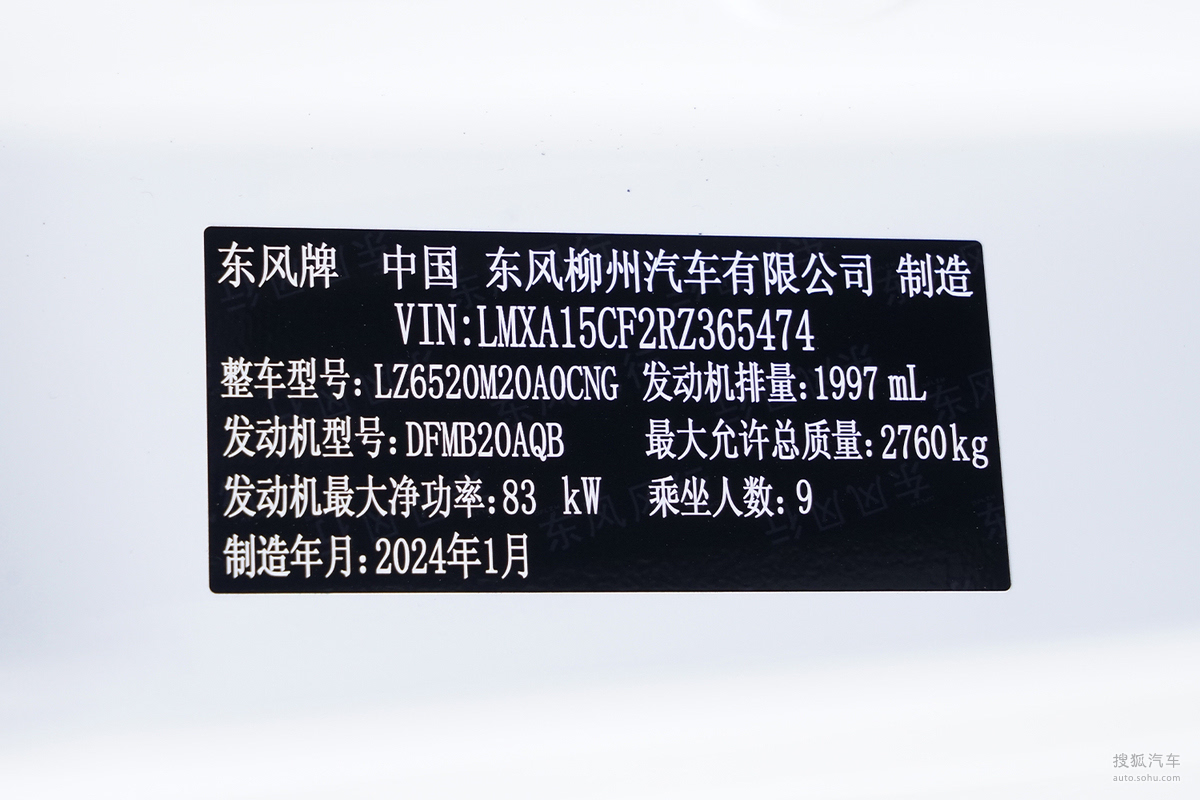 东风牌 中国 东风柳州汽车有限公司 制造
VIN:LMXA15CF2RZ365474
整车型号:LZ6520M20A0CNG 发动机排量:1997 mL
发动机型号:DFMB20AQB 最大允许总质量:2760kg
发动机最大净功率:83 kW 乘坐人数:9
制造年月:2024年1月
搜狐汽车
auto.sohu.com